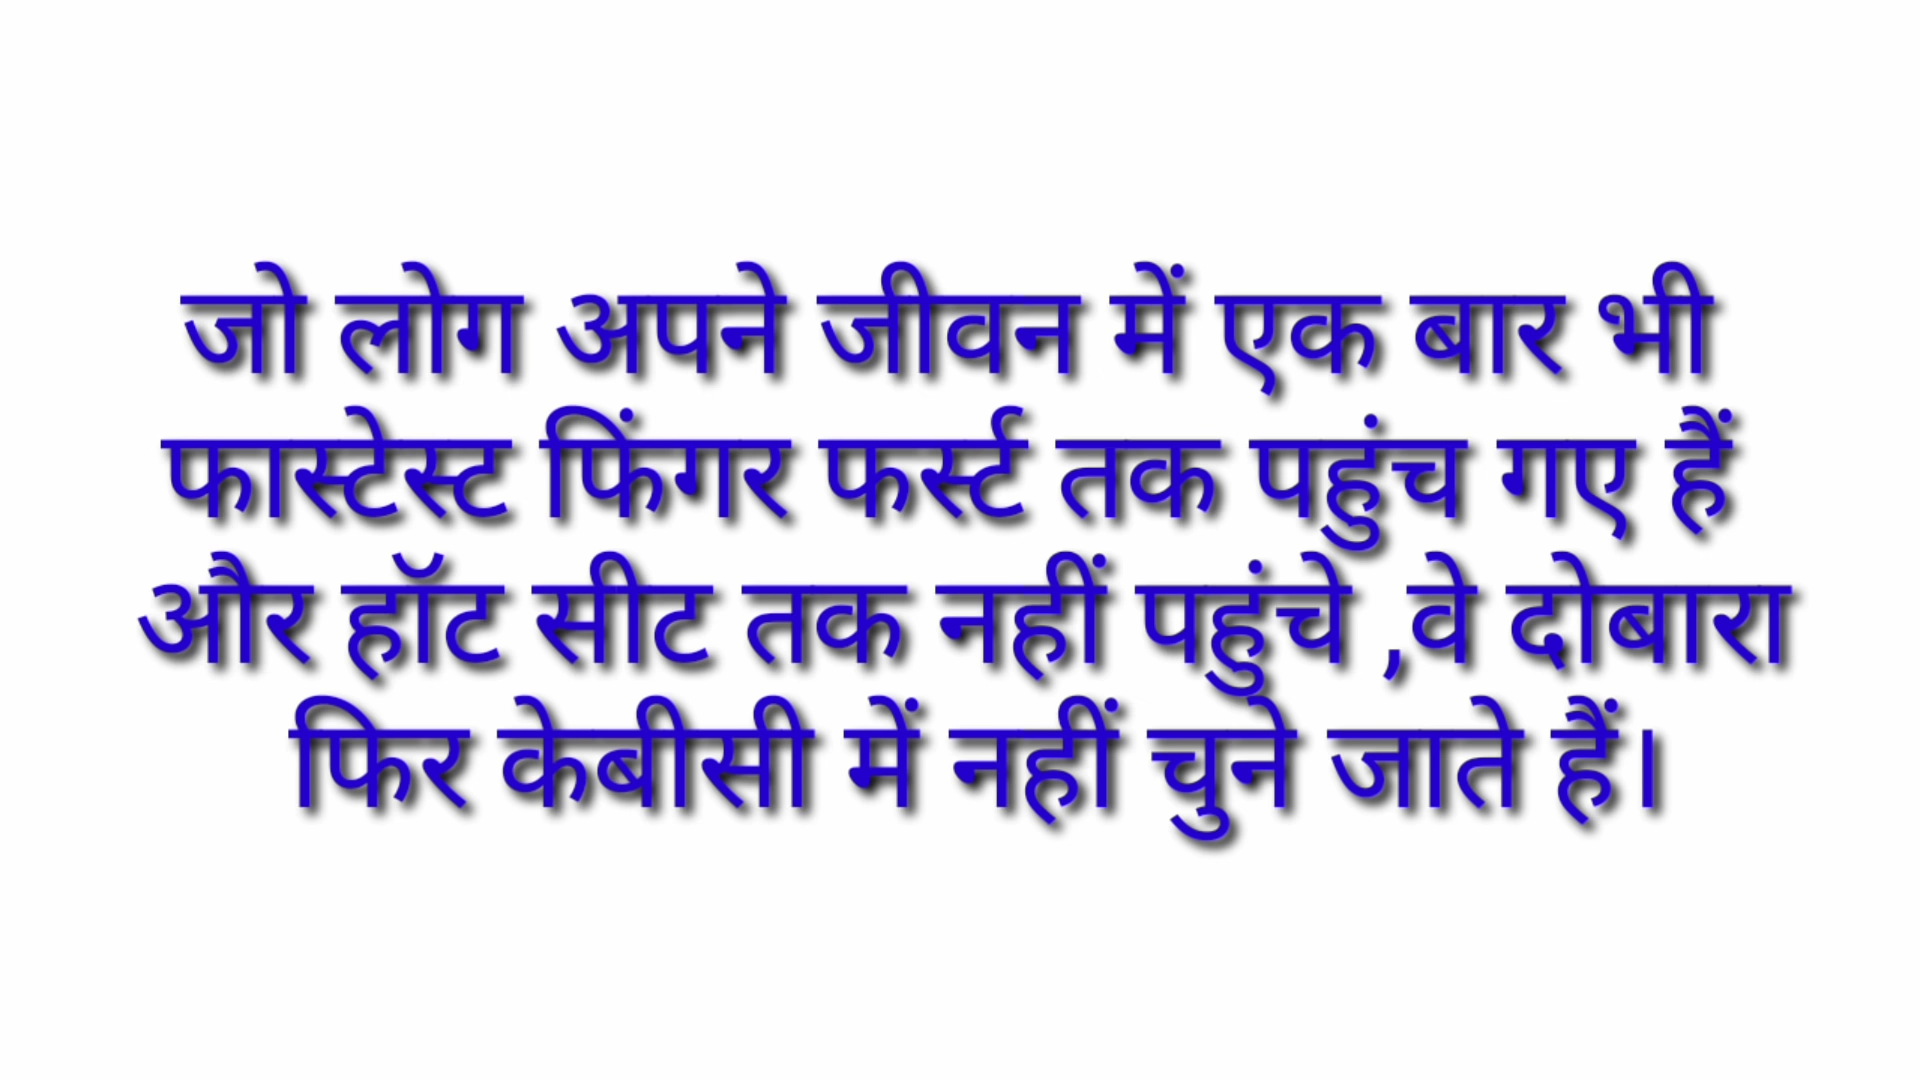 जो लोग अपने जीवन में एक बार भी
फास्टेस्ट फिंगर फर्स्ट तक पहुंच गए हैं
और हॉट सीट तक नहीं पहुंचे ,वे दोबारा
फिर केबीसी में नहीं चुने जाते हैं।